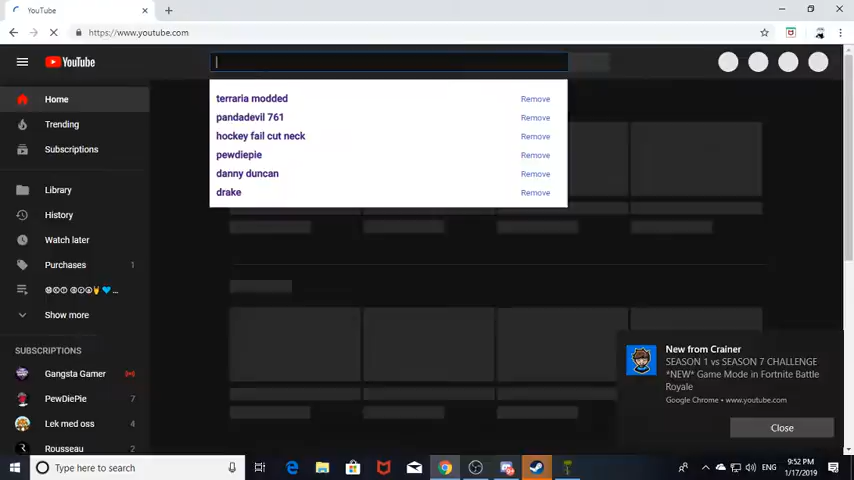 YouTube
https://www.youtube.com
YouTube
terraria modded
Remove
pandadevil 761
Remove
hockey fail cut neck
Remove
pewdiepie
Remove
danny duncan
Remove
drake
Remove
Home
Trending
Subscriptions
Library
History
Watch later
Purchases
1
Show more
SUBSCRIPTIONS
Gangsta Gamer
PewDiePie
7
Lek med oss
4
Rousseau
8
New from Crainer
SEASON 1 vs SEASON 7 CHALLENGE
*NEW* Game Mode in Fortnite Battle
Royale
Google Chrome • www.youtube.com
Close
Type here to search
ENG
9:52 PM
1/17/2019